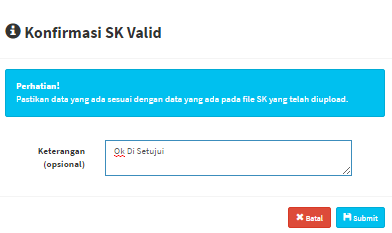 Konfirmasi SK Valid
Perhatian!
Pastikan data yang ada sesuai dengan data yang ada pada file SK yang telah diupload.
Keterangan
(opsional)
Ok Di Setujui
Batal
Submit